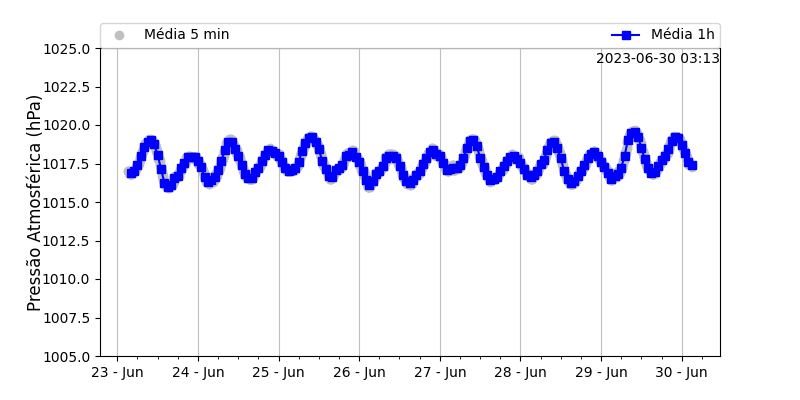 Média 5 min
Média 1h
2023-06-30 03:13
Pressão Atmosférica (hPa)
1025.0
1022.5
1020.0
1017.5
1015.0
1012.5
1010.0
1007.5
1005.0
23 - Jun
24 - Jun
25 - Jun
26 - Jun
27 - Jun
28 - Jun
29 - Jun
30 - Jun